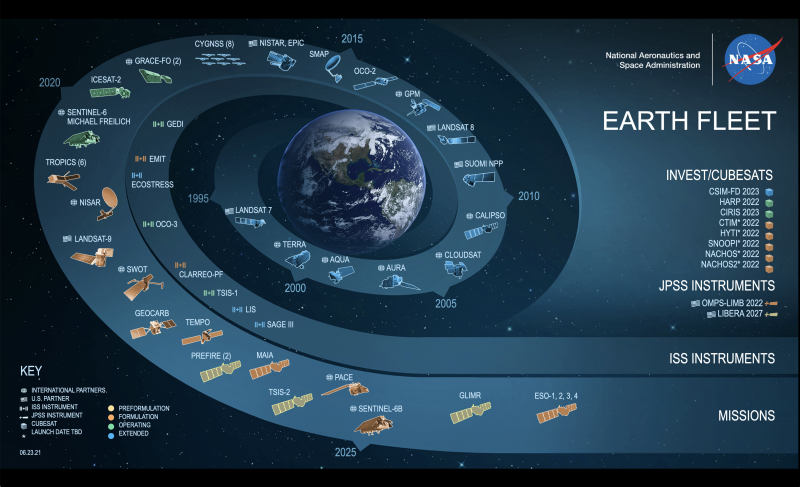 National Aeronautics and
Space Administration
NASA
EARTH FLEET
2015
CYGNSS (8)
NISTAR, EPIC
SMAP
GRACE-FO (2)
OCO-2
2020
ICESAT-2
GPM
SENTINEL-6
MICHAEL FREILICH
GEDI
LANDSAT 8
TROPICS (6)
EMIT
SUOMI NPP
ECOSTRESS
1995
2010
NISAR
LANDSAT 7
CALIPSO
OCO-3
LANDSAT-9
TERRA
AQUA
CLOUDSAT
SWOT
CLARREO-PF
AURA
2000
TSIS-1
2005
GEOCARB
LIS
TEMPO
SAGE III
PREFIRE (2)
MAIA
PACE
TSIS-2
SENTINEL-6B
GLIMR
ESO-1, 2, 3, 4
2025
INVEST/CUBESATS
CSIM-FD 2023
HARP 2022
CIRIS 2023
CTIM* 2022
HYTI* 2022
SNOOPI* 2022
NACHOS* 2022
NACHOS2* 2022
JPSS INSTRUMENTS
OMPS-LIMB 2022
LIBERA 2027
ISS INSTRUMENTS
MISSIONS
KEY
INTERNATIONAL PARTNERS.
U.S. PARTNER
ISS INSTRUMENT
JPSS INSTRUMENT
CUBESAT
* LAUNCH DATE TBD
PREFORMULATION
FORMULATION
OPERATING
EXTENDED
06.23.21